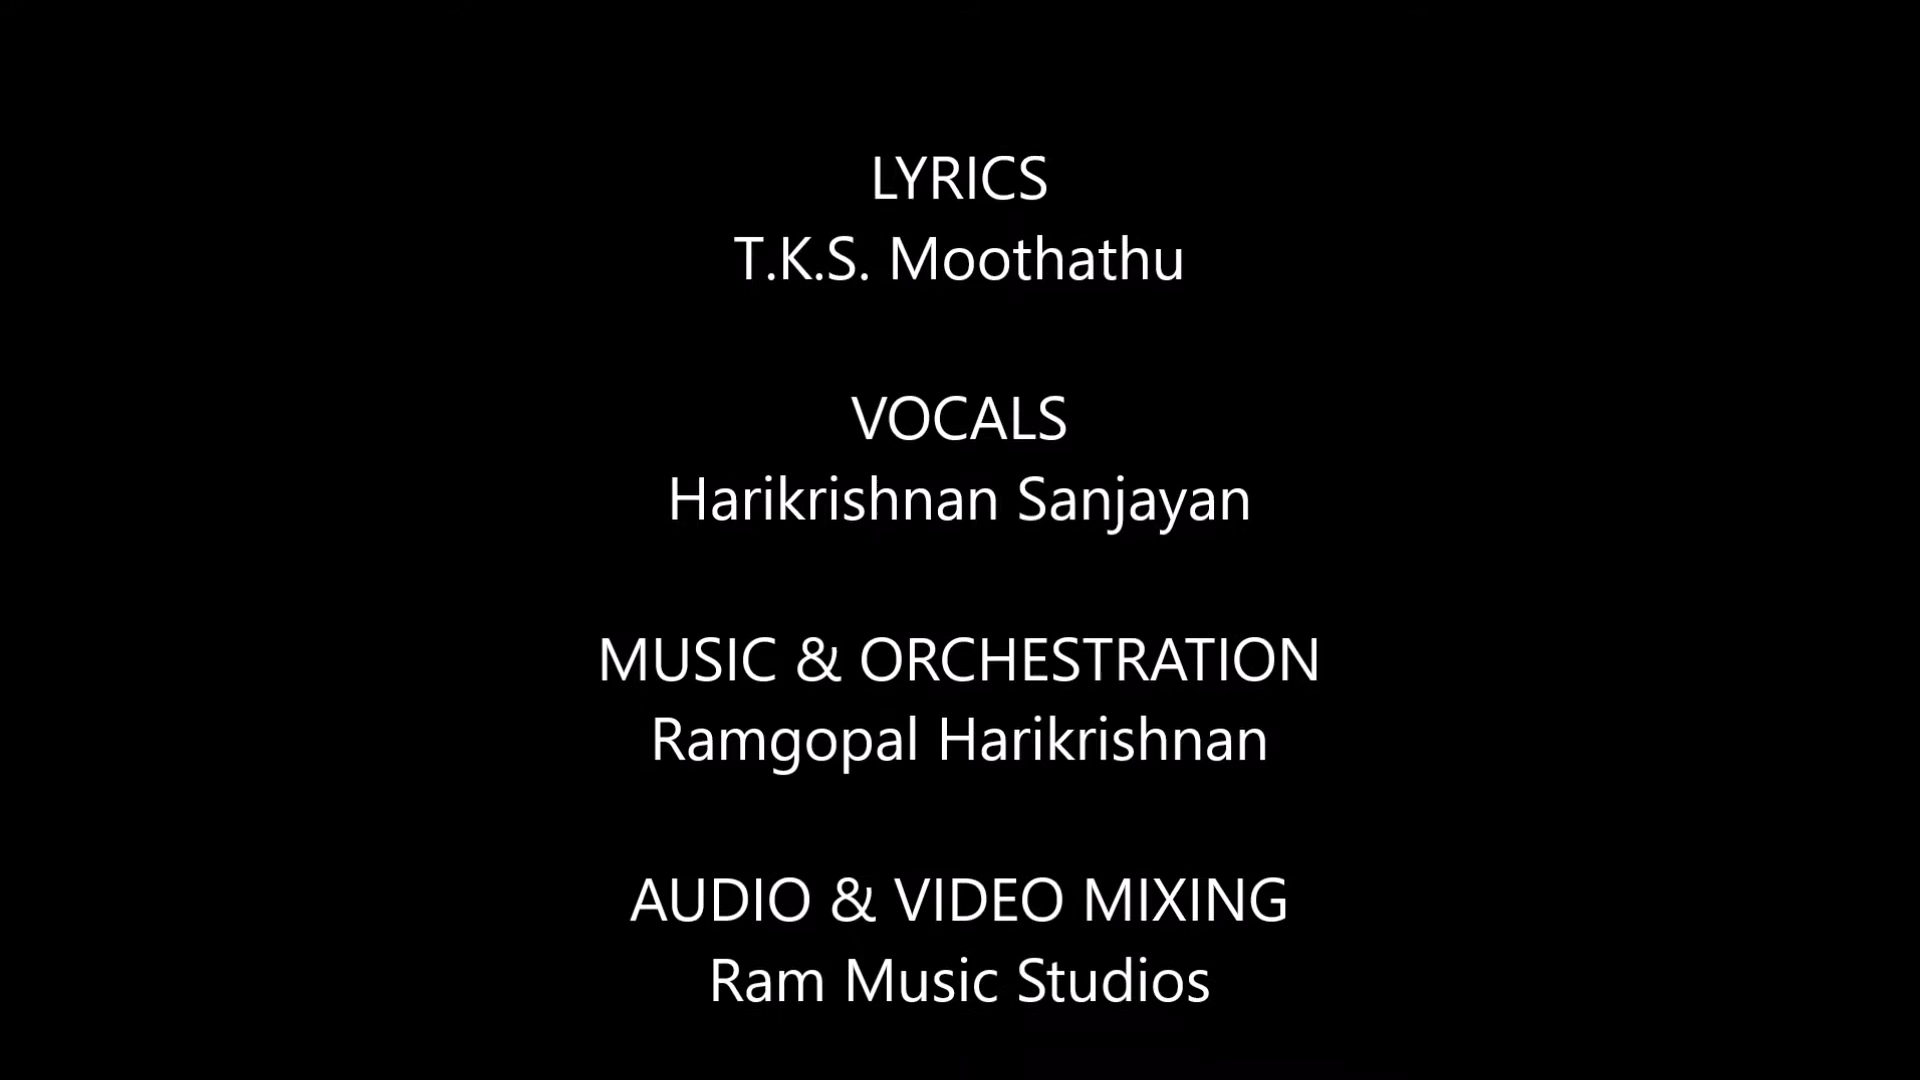 LYRICS
T.K.S. Moothathu
VOCALS
Harikrishnan Sanjayan
MUSIC & ORCHESTRATION
Ramgopal Harikrishnan
AUDIO & VIDEO MIXING
Ram Music Studios